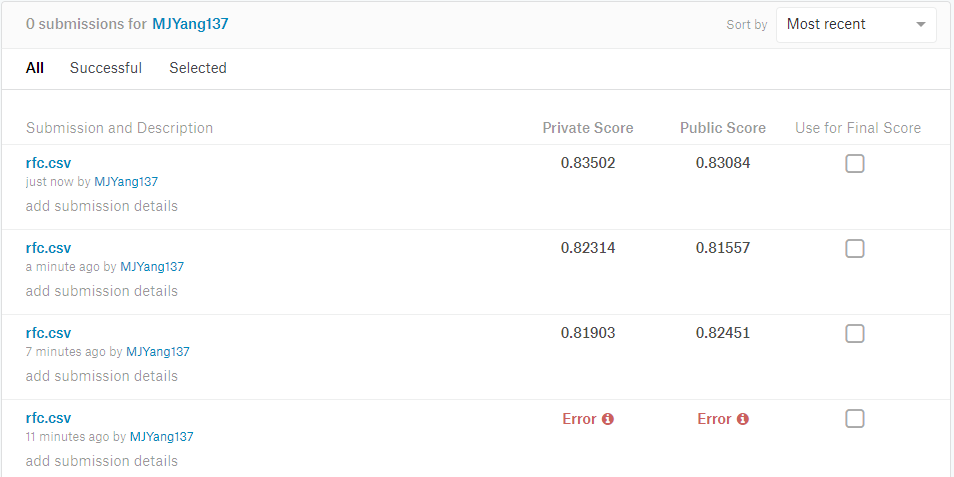 0 submissions for MJYang137 Sort by Most recent
All Successful Selected
Submission and Description Private Score Public Score Use for Final Score
rfc.csv 0.83502 0.83084
just now by MJYang137
add submission details
rfc.csv 0.82314 0.81557
a minute ago by MJYang137
add submission details
rfc.csv 0.81903 0.82451
7 minutes ago by MJYang137
add submission details
rfc.csv Error Error
11 minutes ago by MJYang137
add submission details